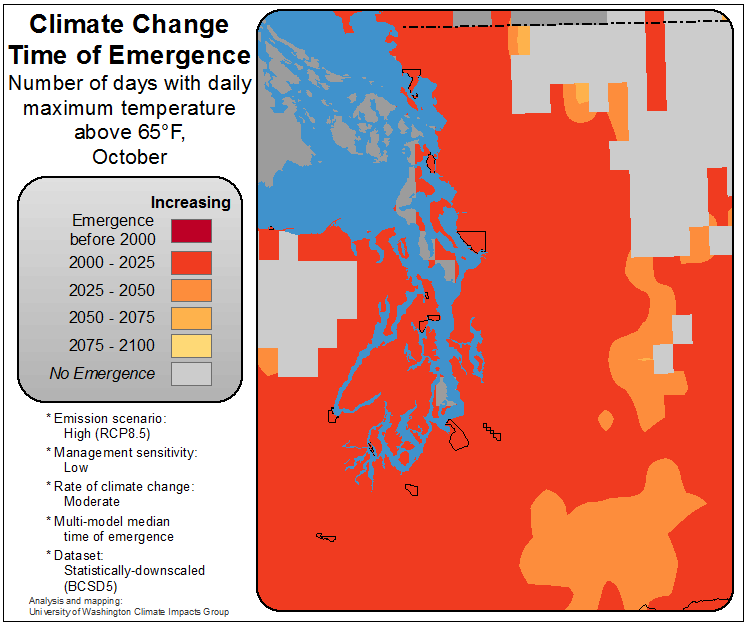 Climate Change
Time of Emergence
Number of days with daily
maximum temperature
above 65°F,
October
Increasing
Emergence
before 2000
2000 - 2025
2025 - 2050
2050 - 2075
2075 - 2100
No Emergence
* Emission scenario:
High (RCP8.5)
* Management sensitivity:
Low
* Rate of climate change:
Moderate
* Multi-model median
time of emergence
* Dataset:
Statistically-downscaled
(BCSD5)
Analysis and mapping:
University of Washington Climate Impacts Group